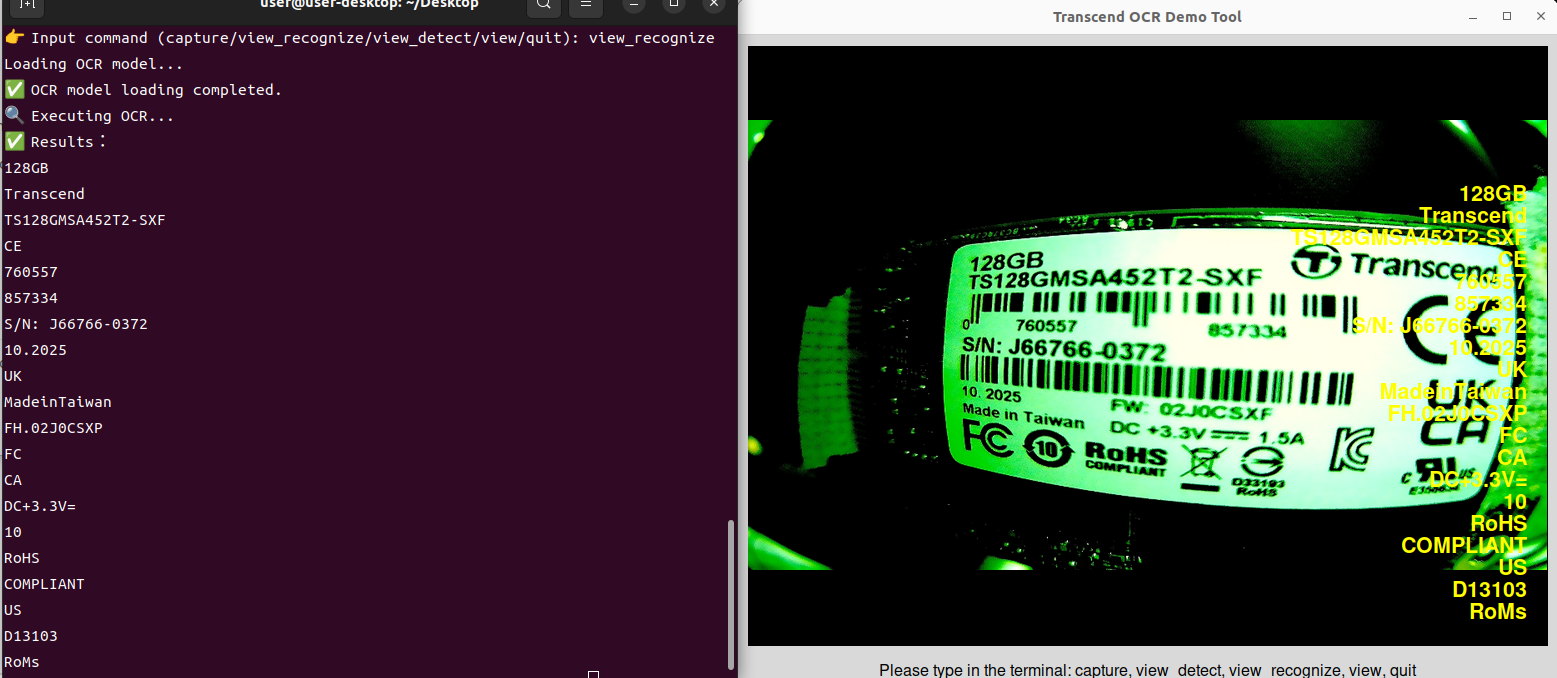 user@user-desktop: ~/Desktop
👉 Input command (capture/view_recognize/view_detect/view/quit): view_recognize
Loading OCR model...
✅ OCR model loading completed.
🔍 Executing OCR...
✅ Results：
128GB
Transcend
TS128GMSA452T2-SXF
CE
760557
857334
S/N: J66766-0372
10.2025
UK
MadeinTaiwan
FH.02J0CSXP
FC
CA
DC+3.3V=
10
RoHS
COMPLIANT
US
D13103
RoMs
Transcend OCR Demo Tool
128GB
Transcend
TS128GMSA452T2-SXF
CE
760557
857334
S/N: J66766-0372
10.2025
UK
MadeinTaiwan
FH.02J0CSXP
FC
CA
DC+3.3V=
10
RoHS
COMPLIANT
US
D13103
RoMs
128GB
TS128GMSA452T2-SXF
Transcend
0 760557 857334
CE
S/N: J66766-0372
10. 2025
UK
CA
Made in Taiwan
FW: 02J0CSXF
DC +3.3V 1.5A
FC
10
RoHS
COMPLIANT
D33193
RoHS
c US
Please type in the terminal: capture, view_detect, view_recognize, view, quit